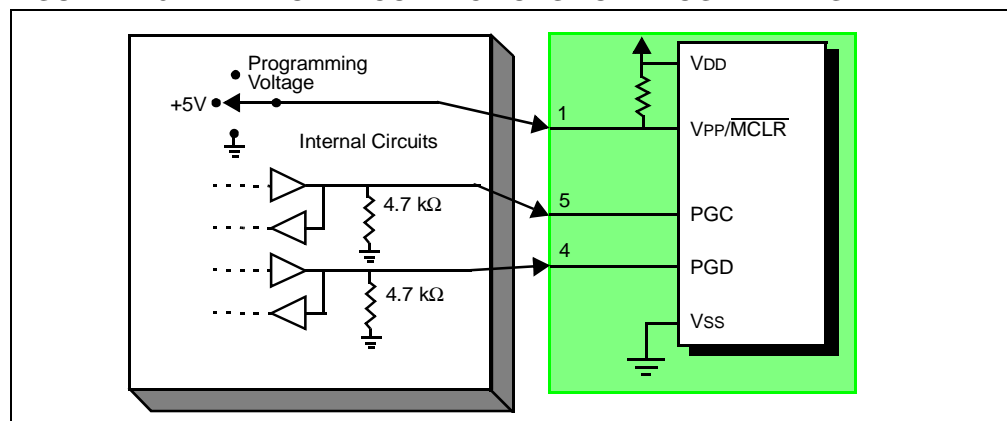 Programming
Voltage
+5V
Internal Circuits
4.7 kΩ
4.7 kΩ
1
5
4
VDD
VPP/MCLR
PGC
PGD
VSS